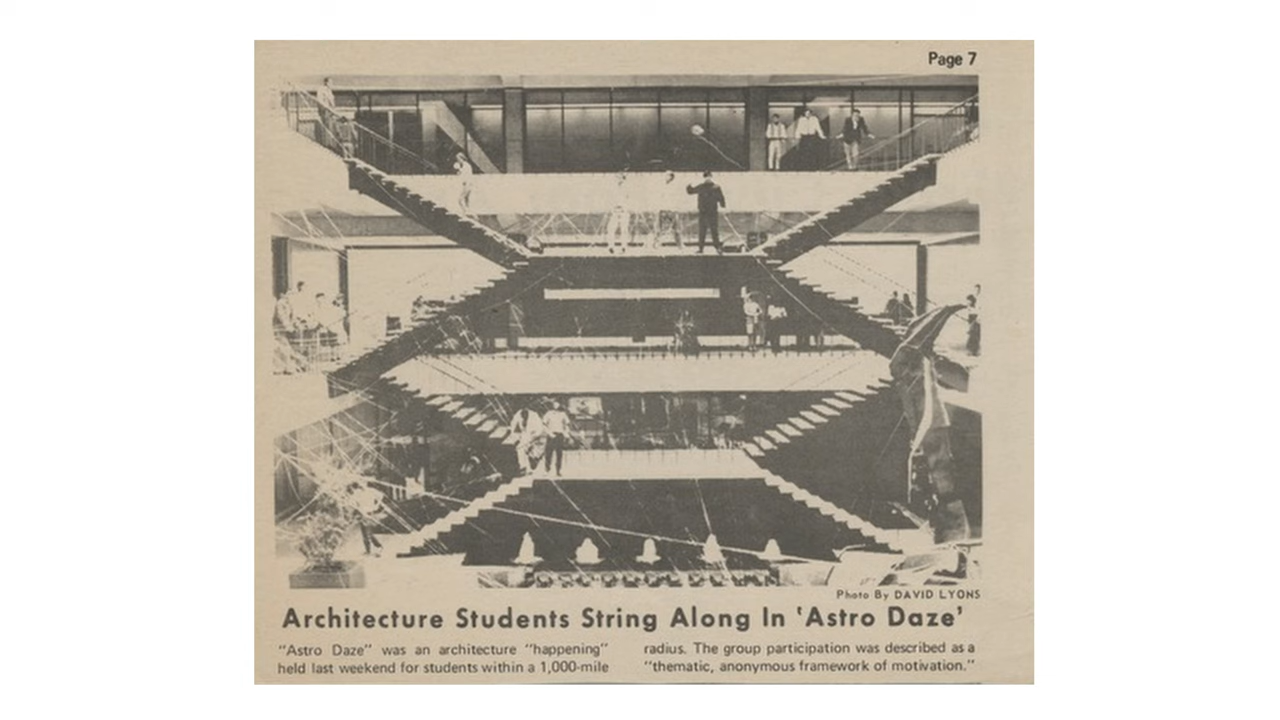 Page 7
Photo By DAVID LYONS
Architecture Students String Along In 'Astro Daze'
"Astro Daze" was an architecture "happening"
held last weekend for students within a 1,000-mile
radius. The group participation was described as a
"thematic, anonymous framework of motivation."